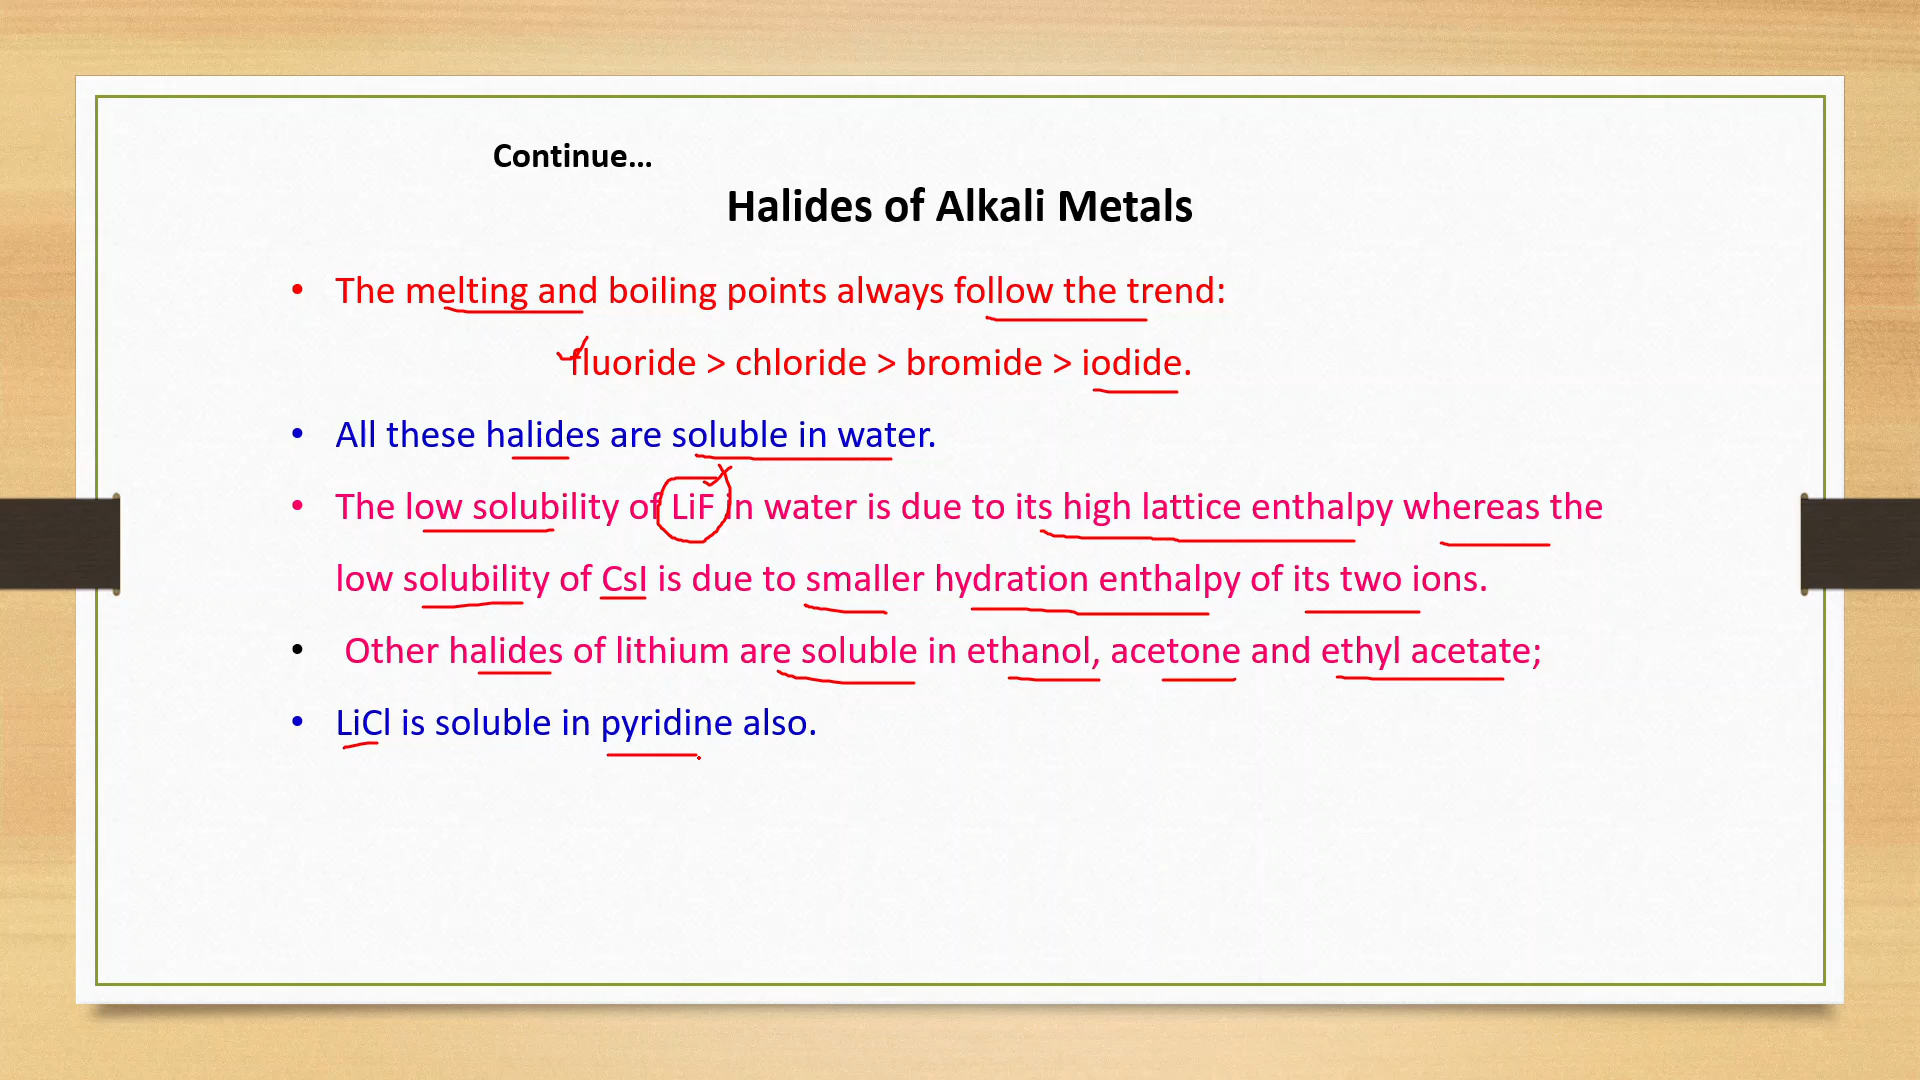 Continue...
Halides of Alkali Metals
• The melting and boiling points always follow the trend:
fluoride > chloride > bromide > iodide.
• All these halides are soluble in water.
• The low solubility of LiF in water is due to its high lattice enthalpy whereas the
low solubility of CsI is due to smaller hydration enthalpy of its two ions.
• Other halides of lithium are soluble in ethanol, acetone and ethyl acetate;
• LiCl is soluble in pyridine also.